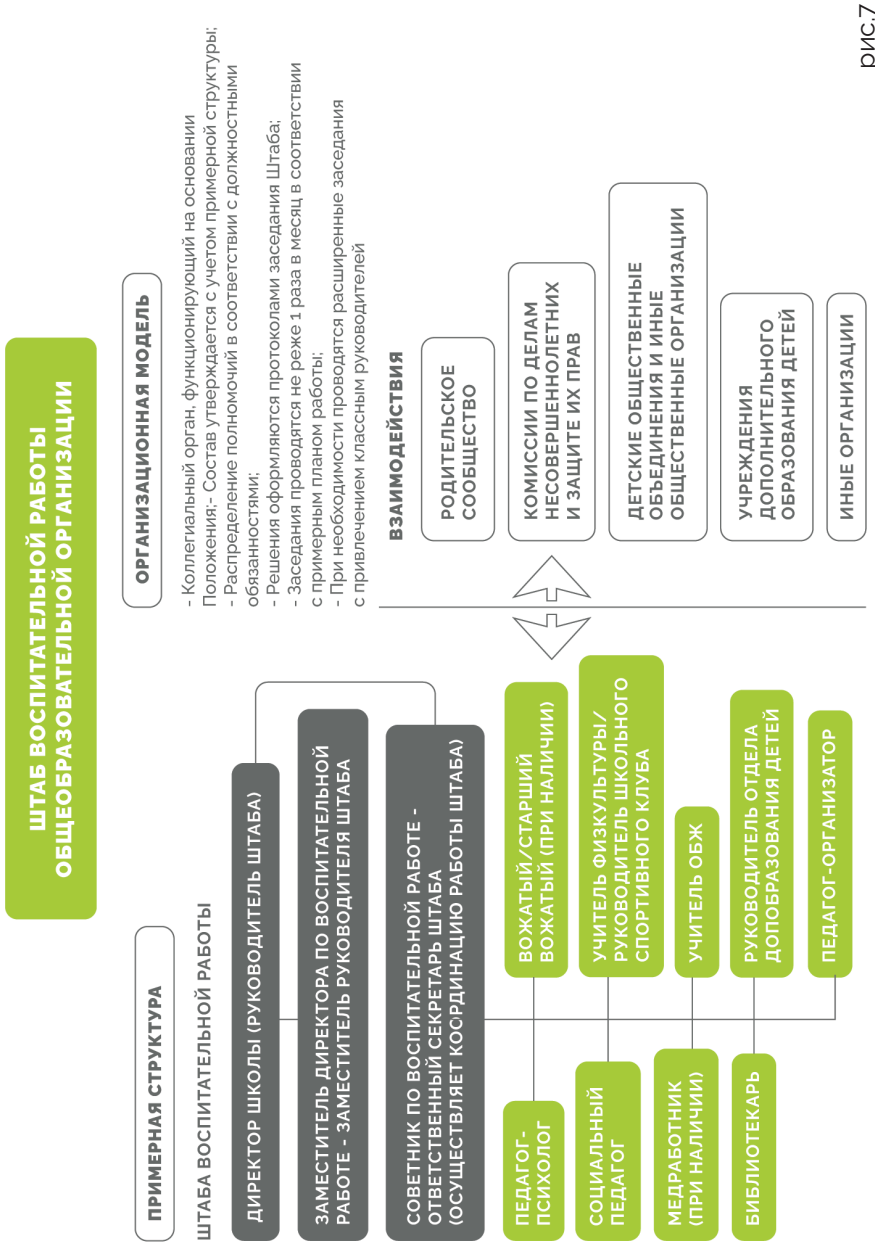 ШТАБ ВОСПИТАТЕЛЬНОЙ РАБОТЫ
ОБЩЕОБРАЗОВАТЕЛЬНОЙ ОРГАНИЗАЦИИ
ПРИМЕРНАЯ СТРУКТУРА
ШТАБА ВОСПИТАТЕЛЬНОЙ РАБОТЫ
ДИРЕКТОР ШКОЛЫ (РУКОВОДИТЕЛЬ ШТАБА)
ЗАМЕСТИТЕЛЬ ДИРЕКТОРА ПО ВОСПИТАТЕЛЬНОЙ
РАБОТЕ - ЗАМЕСТИТЕЛЬ РУКОВОДИТЕЛЯ ШТАБА
СОВЕТНИК ПО ВОСПИТАТЕЛЬНОЙ РАБОТЕ -
ОТВЕТСТВЕННЫЙ СЕКРЕТАРЬ ШТАБА
(ОСУЩЕСТВЛЯЕТ КООРДИНАЦИЮ РАБОТЫ ШТАБА)
ПЕДАГОГ-
ПСИХОЛОГ
ВОЖАТЫЙ/СТАРШИЙ
ВОЖАТЫЙ (ПРИ НАЛИЧИИ)
СОЦИАЛЬНЫЙ
ПЕДАГОГ
УЧИТЕЛЬ ФИЗКУЛЬТУРЫ/
РУКОВОДИТЕЛЬ ШКОЛЬНОГО
СПОРТИВНОГО КЛУБА
МЕДРАБОТНИК
(ПРИ НАЛИЧИИ)
УЧИТЕЛЬ ОБЖ
БИБЛИОТЕКАРЬ
РУКОВОДИТЕЛЬ ОТДЕЛА
ДОПОБРАЗОВАНИЯ ДЕТЕЙ
ПЕДАГОГ-ОРГАНИЗАТОР
ОРГАНИЗАЦИОННАЯ МОДЕЛЬ
- Коллегиальный орган, функционирующий на основании
Положения;- Состав утверждается с учетом примерной структуры;
- Распределение полномочий в соответствии с должностными
обязанностями;
- Решения оформляются протоколами заседания Штаба;
- Заседания проводятся не реже 1 раза в месяц в соответствии
с примерным планом работы;
- При необходимости проводятся расширенные заседания
с привлечением классным руководителей
ВЗАИМОДЕЙСТВИЯ
РОДИТЕЛЬСКОЕ
СООБЩЕСТВО
КОМИССИИ ПО ДЕЛАМ
НЕСОВЕРШЕННОЛЕТНИХ
И ЗАЩИТЕ ИХ ПРАВ
ДЕТСКИЕ ОБЩЕСТВЕННЫЕ
ОБЪЕДИНЕНИЯ И ИНЫЕ
ОБЩЕСТВЕННЫЕ ОРГАНИЗАЦИИ
УЧРЕЖДЕНИЯ
ДОПОЛНИТЕЛЬНОГО
ОБРАЗОВАНИЯ ДЕТЕЙ
ИНЫЕ ОРГАНИЗАЦИИ
рис.7